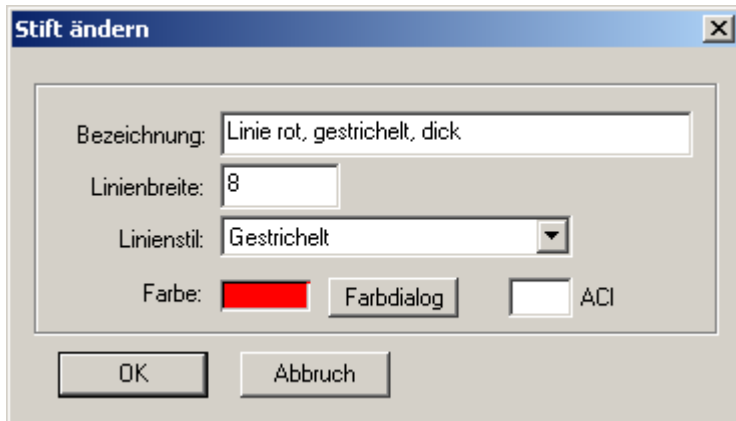 Stift ändern
Bezeichnung: Linie rot, gestrichelt, dick
Linienbreite: 8
Linienstil: Gestrichelt
Farbe: Farbdialog ACI
OK Abbruch